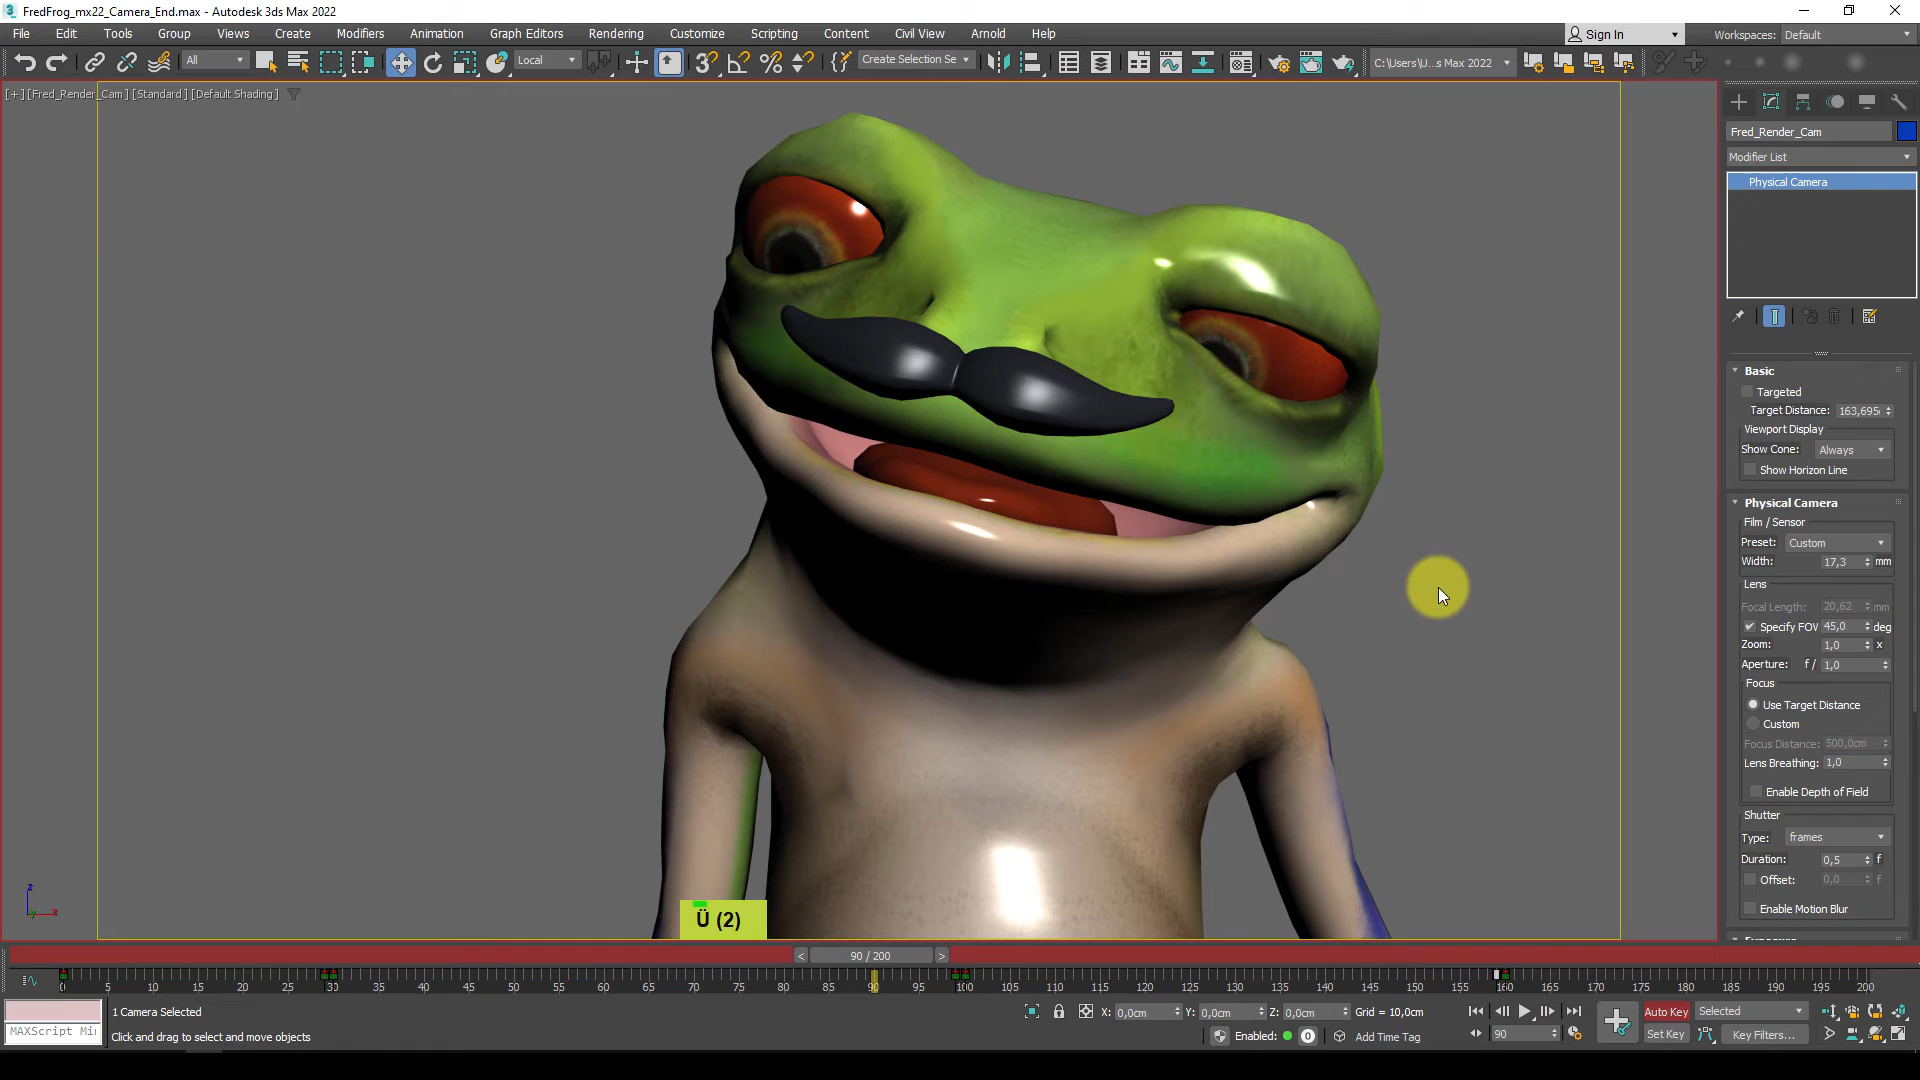 FredFrog_mx22_Camera_End.max - Autodesk 3ds Max 2022
File Edit Tools Group Views Create Modifiers Animation Graph Editors Rendering Customize Scripting Content Civil View Arnold Help
Sign In
Workspaces: Default
All
Local
Create Selection Se
C:\Users\U...s Max 2022
[+] [Fred_Render_Cam] [Standard] [Default Shading]
Fred_Render_Cam
Modifier List
Physical Camera
Basic
Targeted
Target Distance: 163,695
Viewport Display
Show Cone: Always
Show Horizon Line
Physical Camera
Film / Sensor
Preset: Custom
Width: 17,3 mm
Lens
Focal Length: 20,62 mm
Specify FOV 45,0 deg
Zoom: 1,0 x
Aperture: f / 1,0
Focus
Use Target Distance
Custom
Focus Distance: 500,0cm
Lens Breathing: 1,0
Enable Depth of Field
Shutter
Type: frames
Duration: 0,5 f
Offset: 0,0 f
Enable Motion Blur
z
y x
Ü (2)
< 90 / 200 >
0 5 10 15 20 25 30 35 40 45 50 55 60 65 70 75 80 85 90 95 100 105 110 115 120 125 130 135 140 145 150 155 160 165 170 175 180 185 190 195 200
1 Camera Selected
X: 0,0cm Y: 0,0cm Z: 0,0cm Grid = 10,0cm
Auto Key Selected
MAXScript Mi
Click and drag to select and move objects
Enabled: 0 Add Time Tag
90
Set Key Key Filters...